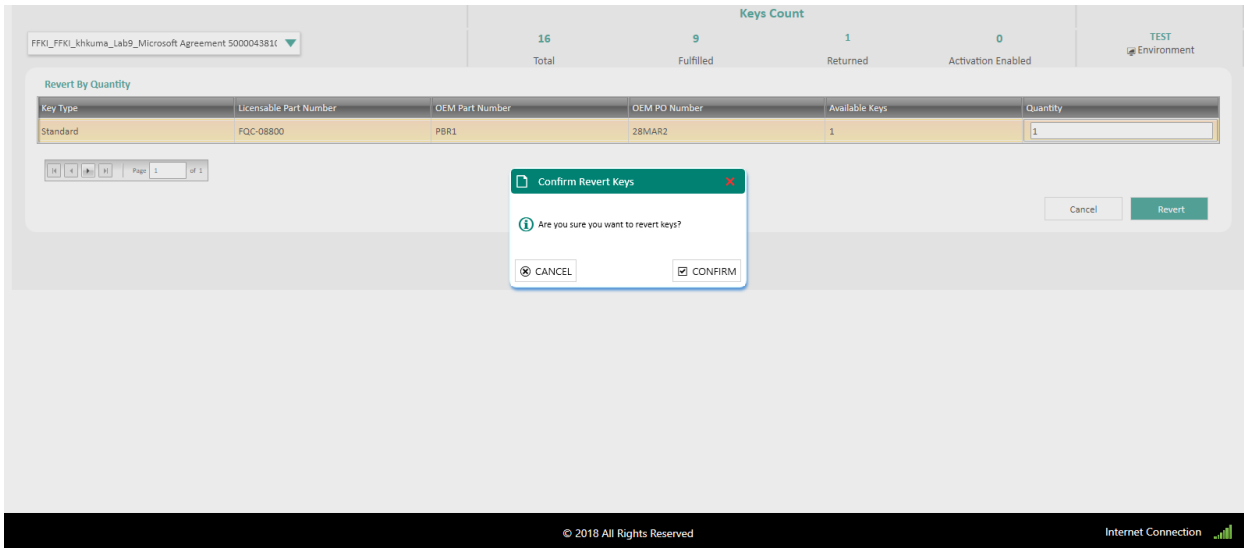 Keys Count
FFKI_FFKI_khkuma_Lab9_Microsoft Agreement 500004381(
16 9 1 0 TEST
Total Fulfilled Returned Activation Enabled Environment
Revert By Quantity
Key Type Licensable Part Number OEM Part Number OEM PO Number Available Keys Quantity
Standard FQC-08800 PBR1 28MAR2 1 1
Page 1 of 1
Confirm Revert Keys
Are you sure you want to revert keys?
CANCEL CONFIRM
Cancel Revert
© 2018 All Rights Reserved
Internet Connection